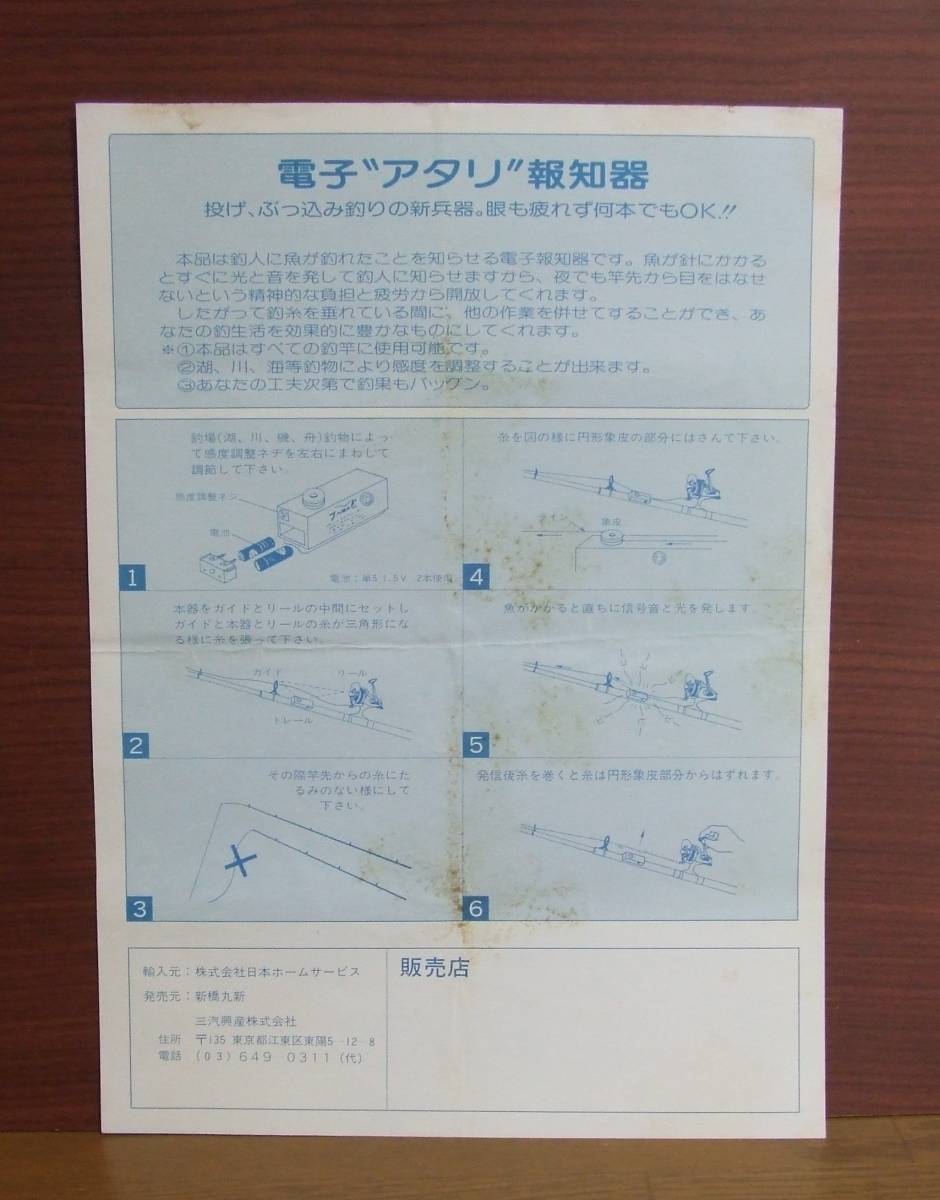 電子"アタリ"報知器
投げ、ぶっ込み釣りの新兵器。眼も疲れず何本でもOK!!
本品は釣人に魚が釣れたことを知らせる電子報知器です。魚が針にかかる
とすぐに光と音を発して釣人に知らせますから、夜でも竿先から目をはなせ
ないという精神的な負担と疲労から開放してくれます。
したがって釣糸を垂れている間に、他の作業を併せてすることができ、あ
なたの釣生活を効果的に豊かなものにしてくれます。
※①本品はすべての釣竿に使用可能です。
②湖、川、海等釣物により感度を調整することが出来ます。
③あなたの工夫次第で釣果もバツグン。
釣場(湖、川、磯、舟)釣物によっ
て感度調整ネヂを左右にまわして
調節して下さい。
感度調整ネジ
電池
電池:単5 1.5V 2本使用
1
本器をガイドとリールの中間にセットし
ガイドと本器とリールの糸が三角形にな
る様に糸を張って下さい。
ガイド
リール
トレール
2
その際竿先からの糸にた
るみのない様にして
下さい。
3
糸を図の様に円形象皮の部分にはさんで下さい。
ライン
象皮
4
魚がかかると直ちに信号音と光を発します。
ピー
ピー
5
発信後糸を巻くと糸は円形象皮部分からはずれます。
6
輸入元:株式会社日本ホームサービス
発売元:新橋丸新
三汽興産株式会社
住所 〒135 東京都江東区東陽5-12-8
電話 (03)649-0311(代)
販売店